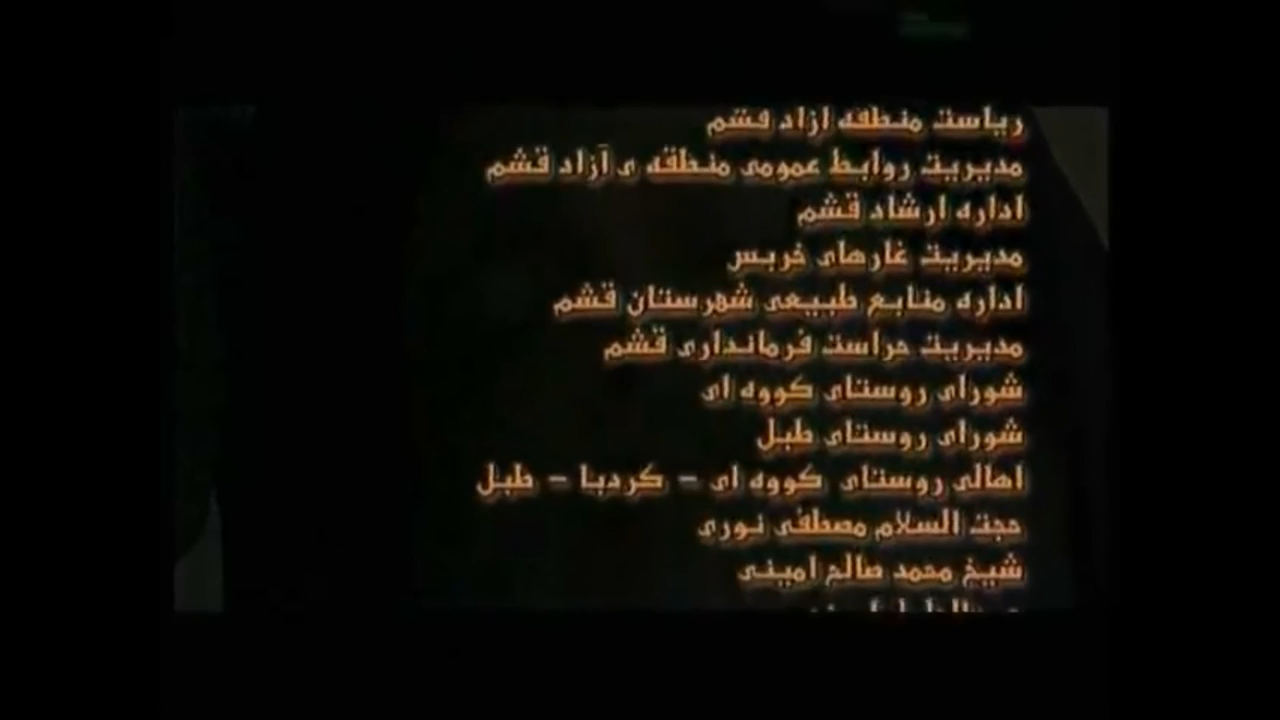 ریاست منطقه ازاد قشم
مدیریت روابط عمومی منطقه ی آزاد قشم
اداره ارشاد قشم
مدیریت غارهای خربس
اداره منابع طبیعی شهرستان قشم
مدیریت حراست فرمانداری قشم
شورای روستای کووه ای
شورای روستای طبل
اهالی روستای کووه ای - کردبا - طبل
حجت السلام مصطفی نوری
شیخ محمد صالح امینی